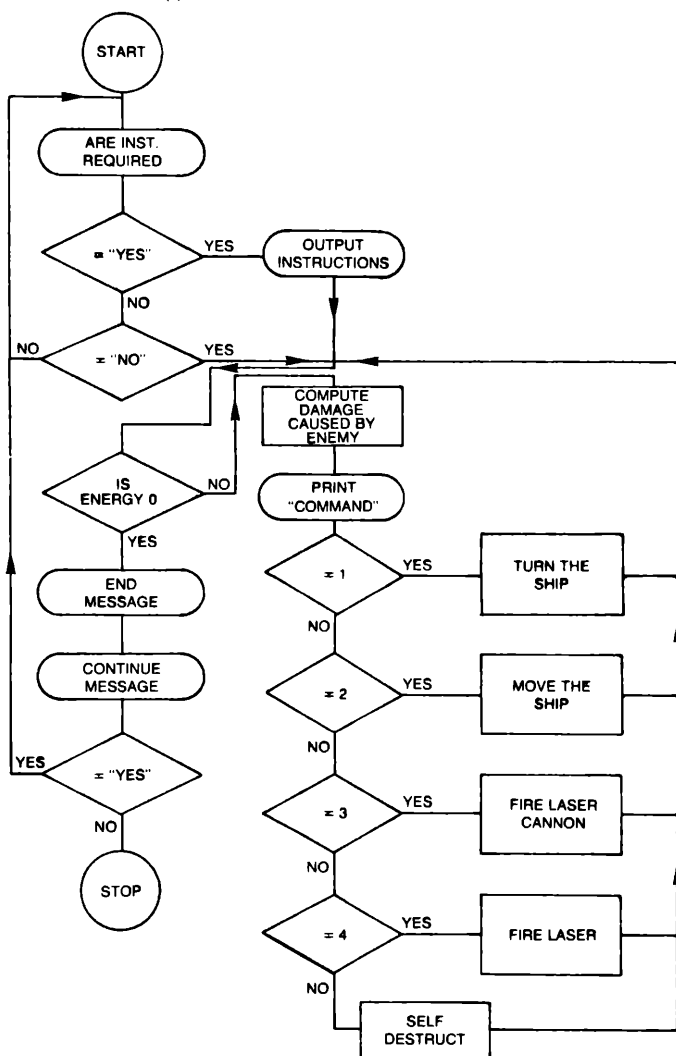 START
ARE INST.
REQUIRED
= "YES"
YES
OUTPUT
INSTRUCTIONS
NO
NO
= "NO"
YES
COMPUTE
DAMAGE
CAUSED BY
ENEMY
IS
ENERGY 0
NO
PRINT
"COMMAND"
YES
= 1
YES
TURN THE
SHIP
END
MESSAGE
NO
CONTINUE
MESSAGE
= 2
YES
MOVE THE
SHIP
YES
= "YES"
NO
NO
= 3
YES
FIRE LASER
CANNON
STOP
NO
= 4
YES
FIRE LASER
NO
SELF
DESTRUCT